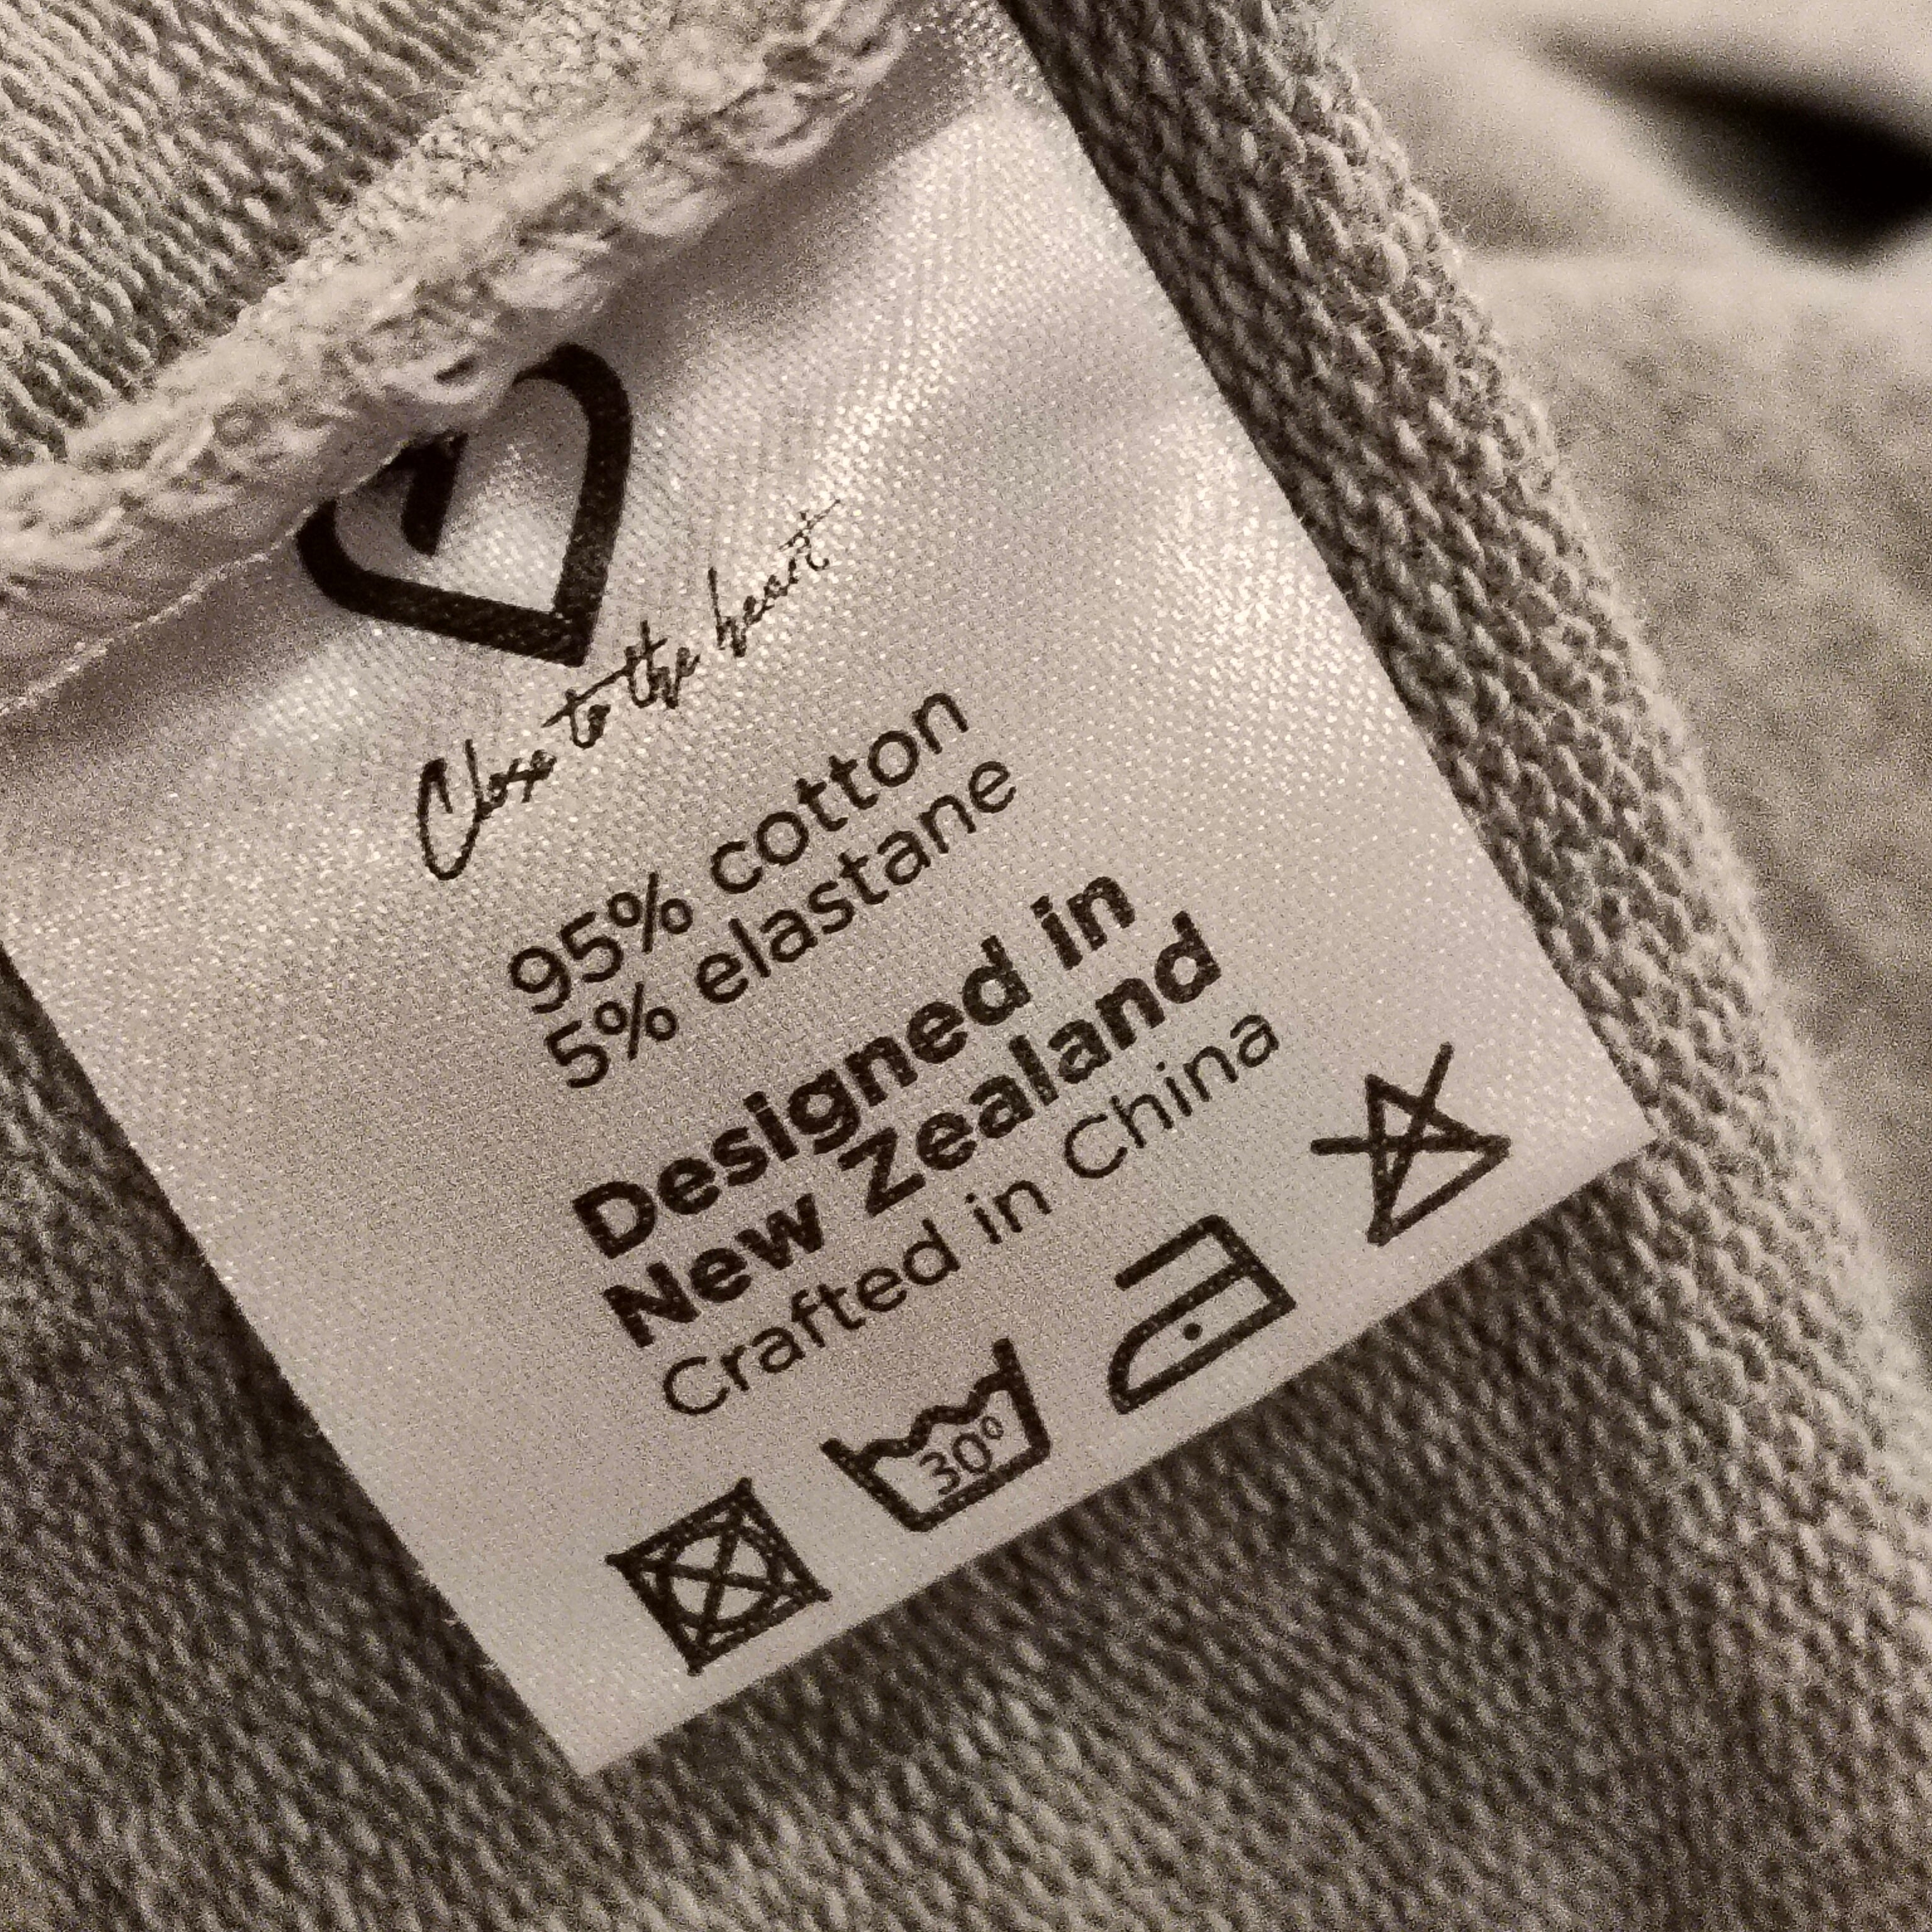 Close to the heart
95% cotton
5% elastane
Designed in
New Zealand
Crafted in China
30°